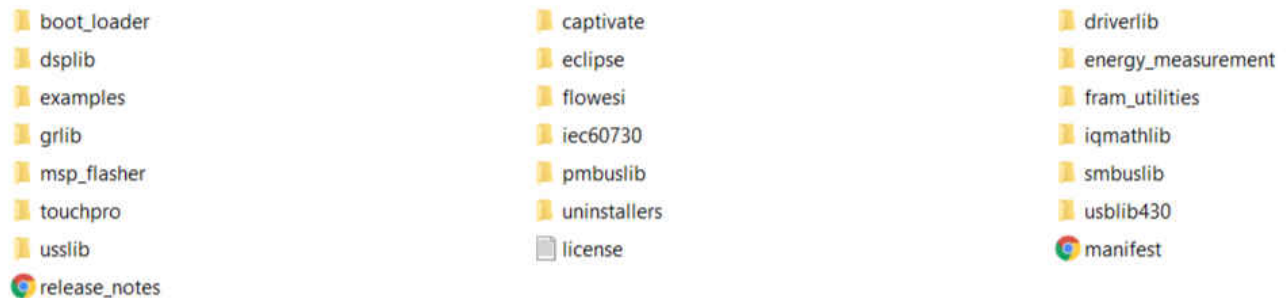 boot_loader captivate driverlib
dsplib eclipse energy_measurement
examples flowesi fram_utilities
grlib iec60730 iqmathlib
msp_flasher pmbuslib smbuslib
touchpro uninstallers usblib430
usslib license manifest
release_notes